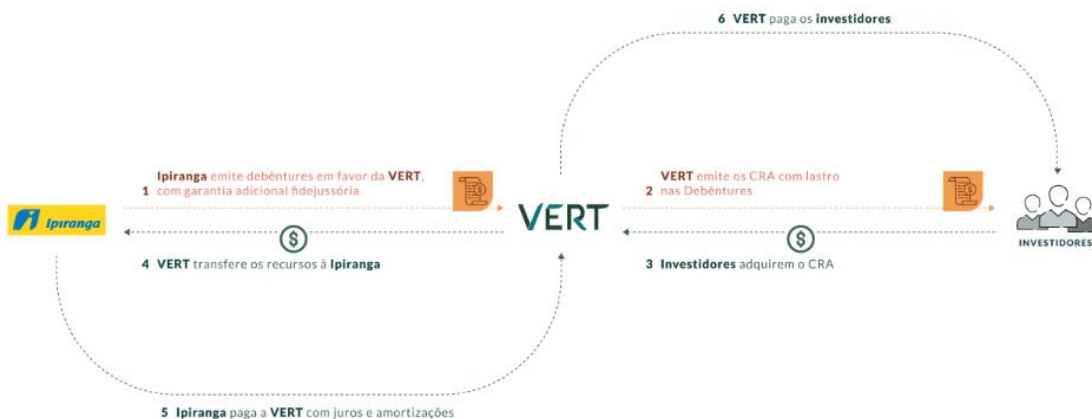 6 VERT paga os investidores
Ipiranga emite debêntures em favor da VERT,
1 com garantia adicional fidejussória
VERT emite os CRA com lastro
2 nas Debêntures
Ipiranga
VERT
INVESTIDORES
4 VERT transfere os recursos à Ipiranga
3 Investidores adquirem o CRA
5 Ipiranga paga a VERT com juros e amortizações